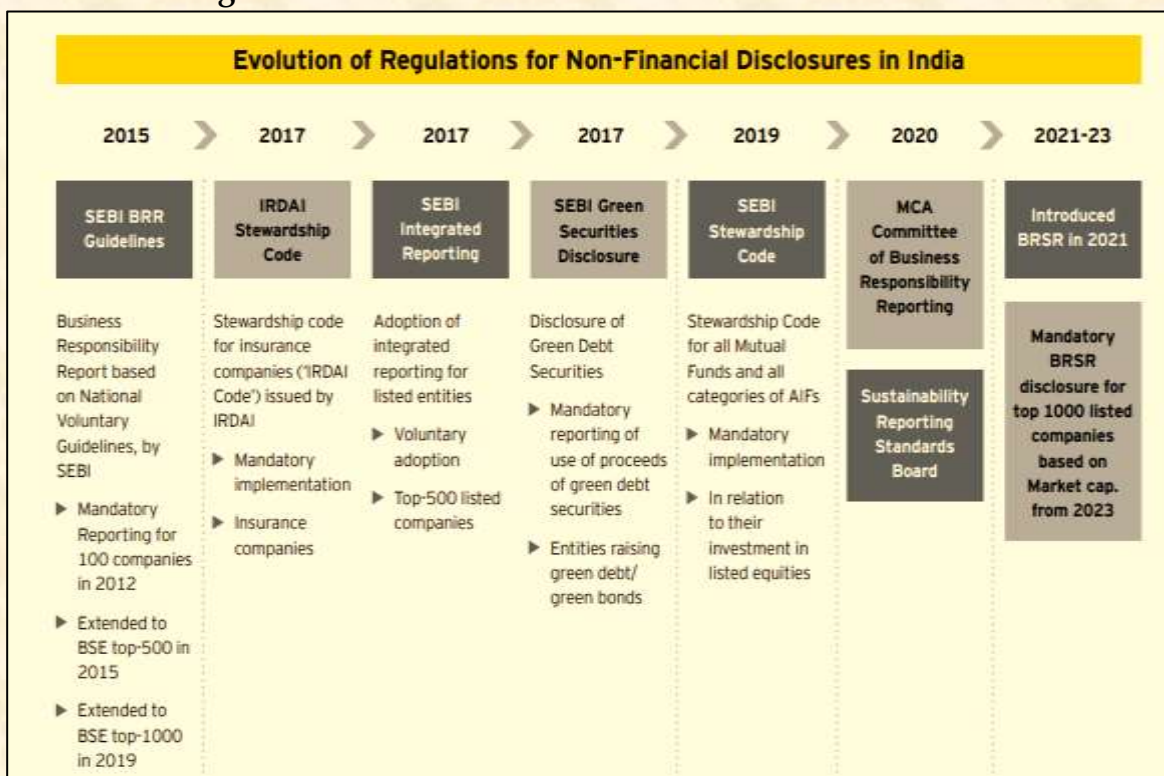 Evolution of Regulations for Non-Financial Disclosures in India
2015
2017
2017
2017
2019
2020
2021-23
SEBI BRR
Guidelines
IRDAI
Stewardship
Code
SEBI
Integrated
Reporting
SEBI Green
Securities
Disclosure
SEBI
Stewardship
Code
MCA
Committee
of Business
Responsibility
Reporting
Introduced
BRSR in 2021
Business
Responsibility
Report based
on National
Voluntary
Guidelines, by
SEBI
Mandatory
Reporting for
100 companies
in 2012
Extended to
BSE top-500 in
2015
Extended to
BSE top-1000
in 2019
Stewardship code
for insurance
companies ('IRDAI
Code') issued by
IRDAI
Mandatory
implementation
Insurance
companies
Adoption of
integrated
reporting for
listed entities
Voluntary
adoption
Top-500 listed
companies
Disclosure of
Green Debt
Securities
Mandatory
reporting of
use of proceeds
of green debt
securities
Entities raising
green debt/
green bonds
Stewardship Code
for all Mutual
Funds and all
categories of AIFs
Mandatory
implementation
In relation
to their
investment in
listed equities
Sustainability
Reporting
Standards
Board
Mandatory
BRSR
disclosure for
top 1000 listed
companies
based on
Market cap.
from 2023